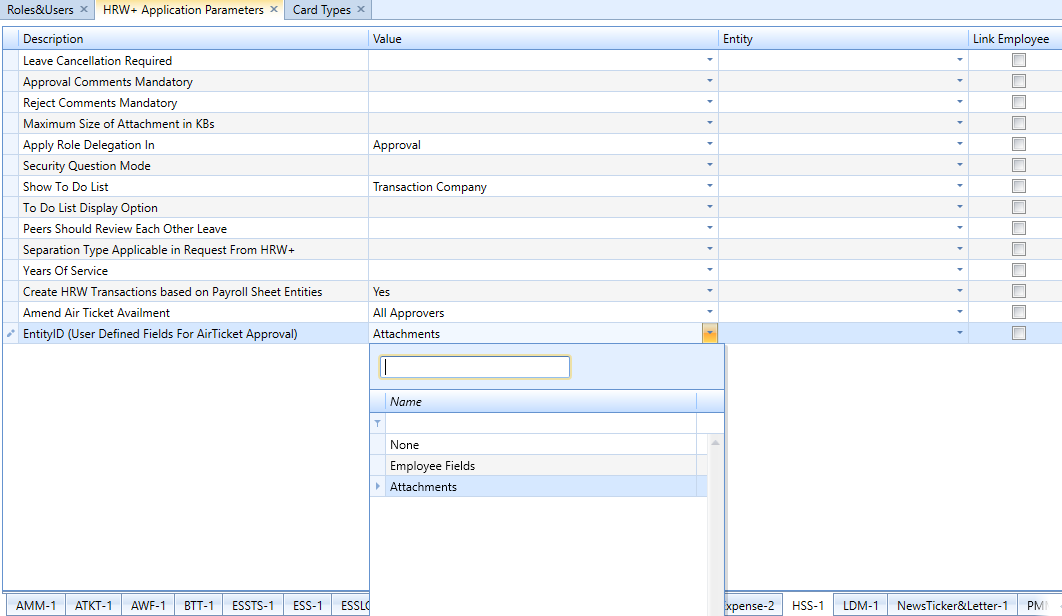 Roles&Users HRW+ Application Parameters Card Types
Description Value Entity Link Employee
Leave Cancellation Required
Approval Comments Mandatory
Reject Comments Mandatory
Maximum Size of Attachment in KBs
Apply Role Delegation In Approval
Security Question Mode
Show To Do List Transaction Company
To Do List Display Option
Peers Should Review Each Other Leave
Separation Type Applicable in Request From HRW+
Years Of Service
Create HRW Transactions based on Payroll Sheet Entities Yes
Amend Air Ticket Availment All Approvers
EntityID (User Defined Fields For AirTicket Approval) Attachments
Name
None
Employee Fields
Attachments
AMM-1 ATKT-1 AWF-1 BTT-1 ESSTS-1 ESS-1 ESSLO xpense-2 HSS-1 LDM-1 NewsTicker&Letter-1 PM